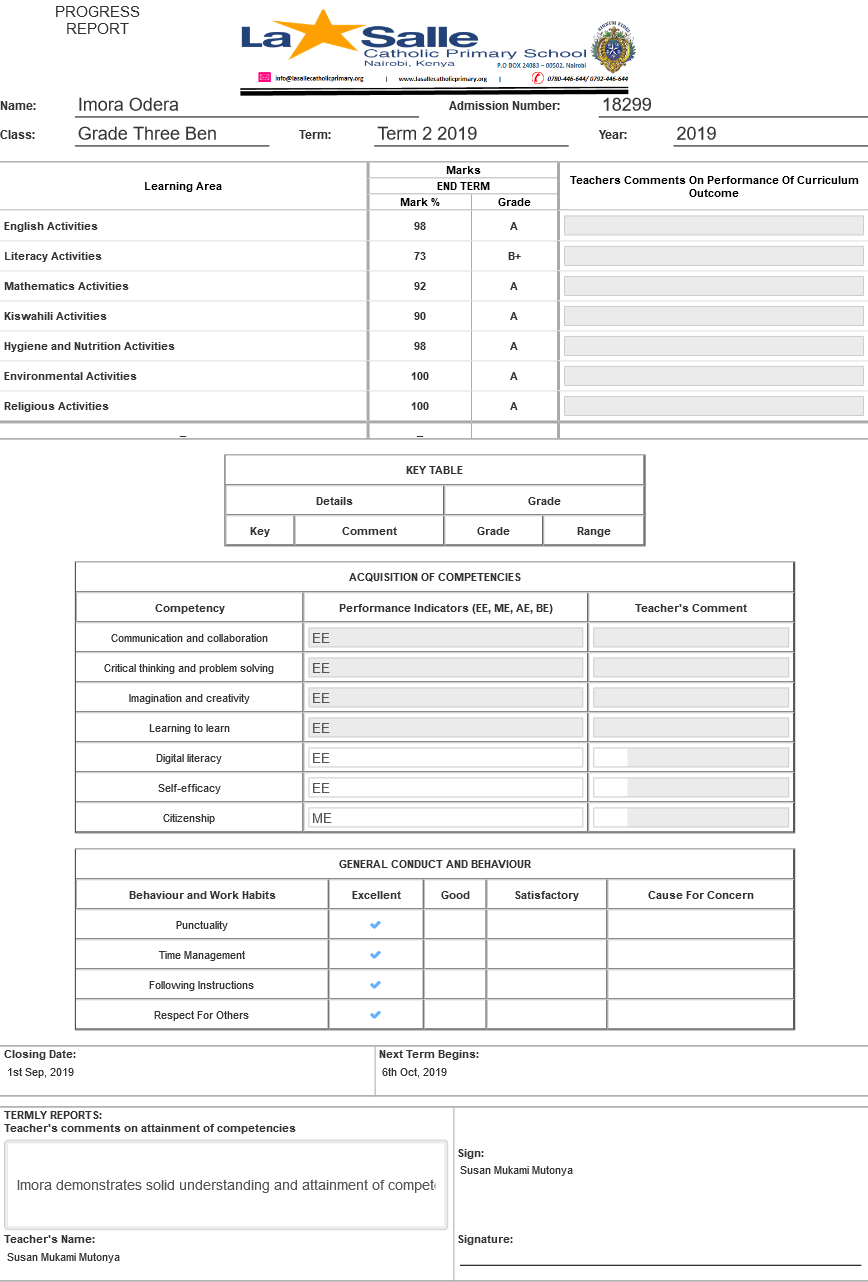 PROGRESS
REPORT
La Salle
Catholic Primary School
Nairobi, Kenya
P.O BOX 24083 – 00502, Nairobi
info@lasallecatholicprimary.org | www.lasallecatholicprimary.org | 0780-446-644/ 0792-446-644
Name: Imora Odera Admission Number: 18299
Class: Grade Three Ben Term: Term 2 2019 Year: 2019
Learning Area Marks Teachers Comments On Performance Of Curriculum Outcome
END TERM
Mark % Grade
English Activities 98 A
Literacy Activities 73 B+
Mathematics Activities 92 A
Kiswahili Activities 90 A
Hygiene and Nutrition Activities 98 A
Environmental Activities 100 A
Religious Activities 100 A
_ _
KEY TABLE
Details Grade
Key Comment Grade Range
ACQUISITION OF COMPETENCIES
Competency Performance Indicators (EE, ME, AE, BE) Teacher's Comment
Communication and collaboration EE
Critical thinking and problem solving EE
Imagination and creativity EE
Learning to learn EE
Digital literacy EE
Self-efficacy EE
Citizenship ME
GENERAL CONDUCT AND BEHAVIOUR
Behaviour and Work Habits Excellent Good Satisfactory Cause For Concern
Punctuality ✔
Time Management ✔
Following Instructions ✔
Respect For Others ✔
Closing Date: Next Term Begins:
1st Sep, 2019 6th Oct, 2019
TERMLY REPORTS:
Teacher's comments on attainment of competencies
Sign:
Susan Mukami Mutonya
Imora demonstrates solid understanding and attainment of compet
Teacher's Name: Signature:
Susan Mukami Mutonya